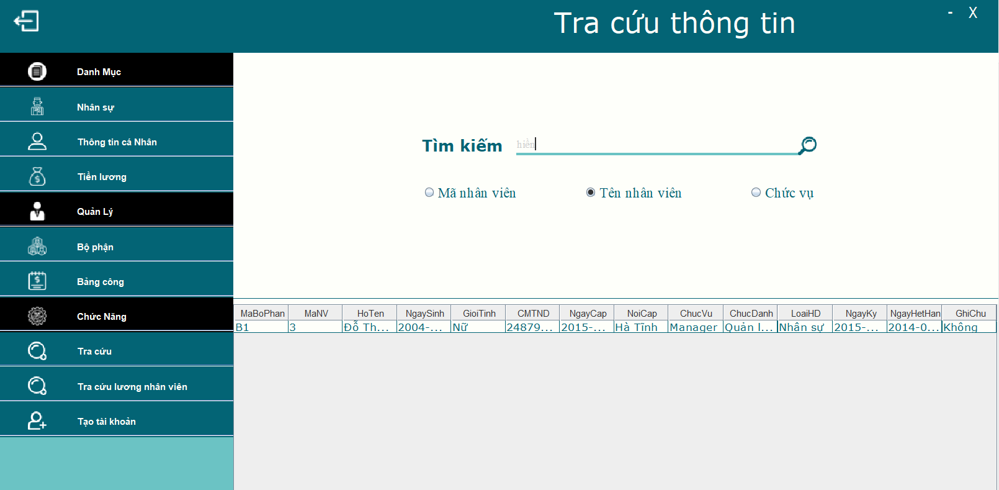 Tra cứu thông tin
- X
Danh Mục
Nhân sự
Thông tin cá Nhân
Tiền lương
Quản Lý
Bộ phận
Bảng công
Chức Năng
Tra cứu
Tra cứu lương nhân viên
Tạo tài khoản
Tìm kiếm hiền
Mã nhân viên Tên nhân viên Chức vụ
MaBoPhan MaNV HoTen NgaySinh GioiTinh CMTND NgayCap NoiCap ChucVu ChucDanh LoaiHD NgayKy NgayHetHan GhiChu
B1 3 Đỗ Th... 2004-... Nữ 24879... 2015-... Hà Tĩnh Manager Quản l... Nhân sự 2015-... 2014-0... Không